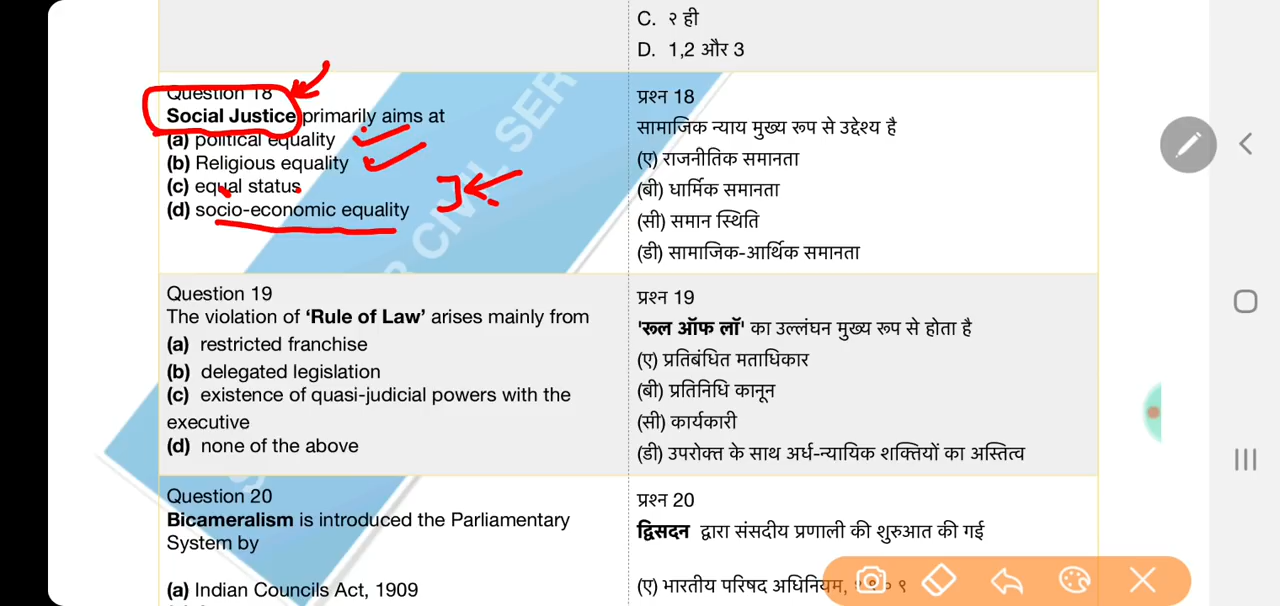 C. २ ही
D. 1,2 और 3
Question 18
Social Justice primarily aims at
(a) political equality
(b) Religious equality
(c) equal status
(d) socio-economic equality
प्रश्न 18
सामाजिक न्याय मुख्य रूप से उद्देश्य है
(ए) राजनीतिक समानता
(बी) धार्मिक समानता
(सी) समान स्थिति
(डी) सामाजिक-आर्थिक समानता
Question 19
The violation of ‘Rule of Law’ arises mainly from
(a) restricted franchise
(b) delegated legislation
(c) existence of quasi-judicial powers with the
executive
(d) none of the above
प्रश्न 19
'रूल ऑफ लॉ' का उल्लंघन मुख्य रूप से होता है
(ए) प्रतिबंधित मताधिकार
(बी) प्रतिनिधि कानून
(सी) कार्यकारी
(डी) उपरोक्त के साथ अर्ध-न्यायिक शक्तियों का अस्तित्व
Question 20
Bicameralism is introduced the Parliamentary
System by
(a) Indian Councils Act, 1909
प्रश्न 20
द्विसदन द्वारा संसदीय प्रणाली की शुरुआत की गई
(ए) भारतीय परिषद अधिनियम, १९०९
CIVIL SER